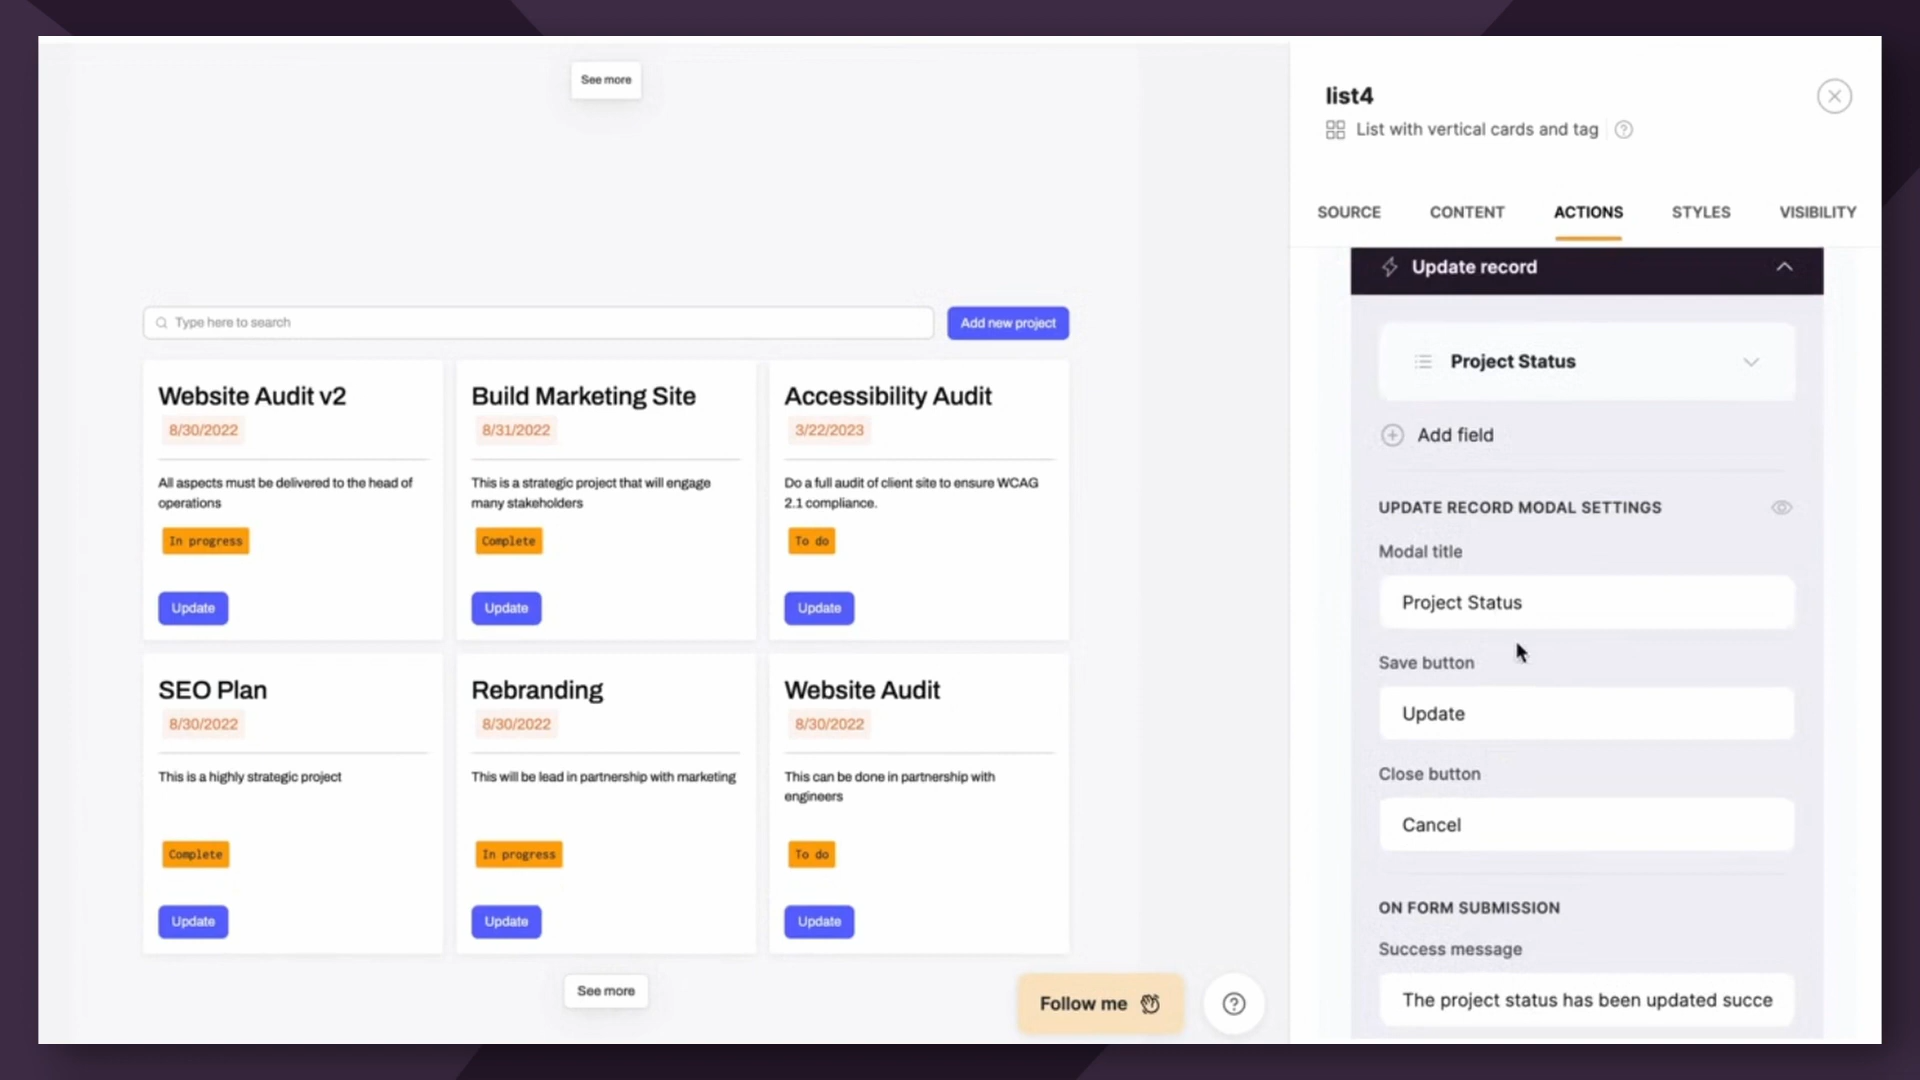 See more
Type here to search
Add new project
Website Audit v2
8/30/2022
All aspects must be delivered to the head of
operations
In progress
Update
Build Marketing Site
8/31/2022
This is a strategic project that will engage
many stakeholders
Complete
Update
Accessibility Audit
3/22/2023
Do a full audit of client site to ensure WCAG
2.1 compliance.
To do
Update
SEO Plan
8/30/2022
This is a highly strategic project
Complete
Update
Rebranding
8/30/2022
This will be lead in partnership with marketing
In progress
Update
Website Audit
8/30/2022
This can be done in partnership with
engineers
To do
Update
See more
Follow me
list4
List with vertical cards and tag
SOURCE
CONTENT
ACTIONS
STYLES
VISIBILITY
Update record
Project Status
Add field
UPDATE RECORD MODAL SETTINGS
Modal title
Project Status
Save button
Update
Close button
Cancel
ON FORM SUBMISSION
Success message
The project status has been updated succe